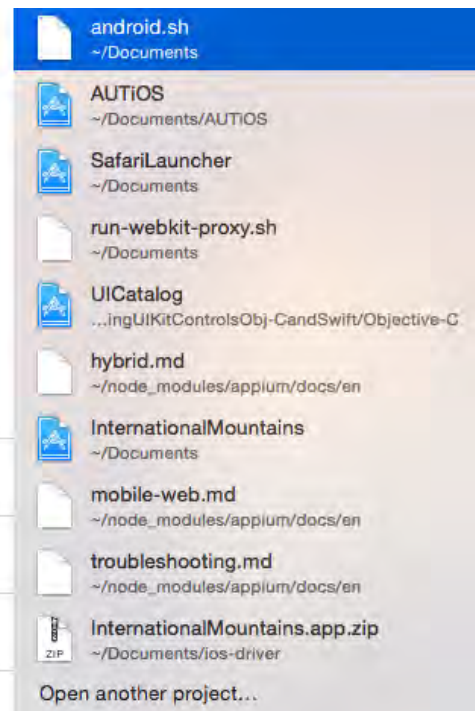 android.sh
~/Documents
AUTiOS
~/Documents/AUTiOS
SafariLauncher
~/Documents
run-webkit-proxy.sh
~/Documents
UICatalog
...ingUIKitControlsObj-CandSwift/Objective-C
hybrid.md
~/node_modules/appium/docs/en
InternationalMountains
~/Documents
mobile-web.md
~/node_modules/appium/docs/en
troubleshooting.md
~/node_modules/appium/docs/en
InternationalMountains.app.zip
ZIP ~/Documents/ios-driver
Open another project...